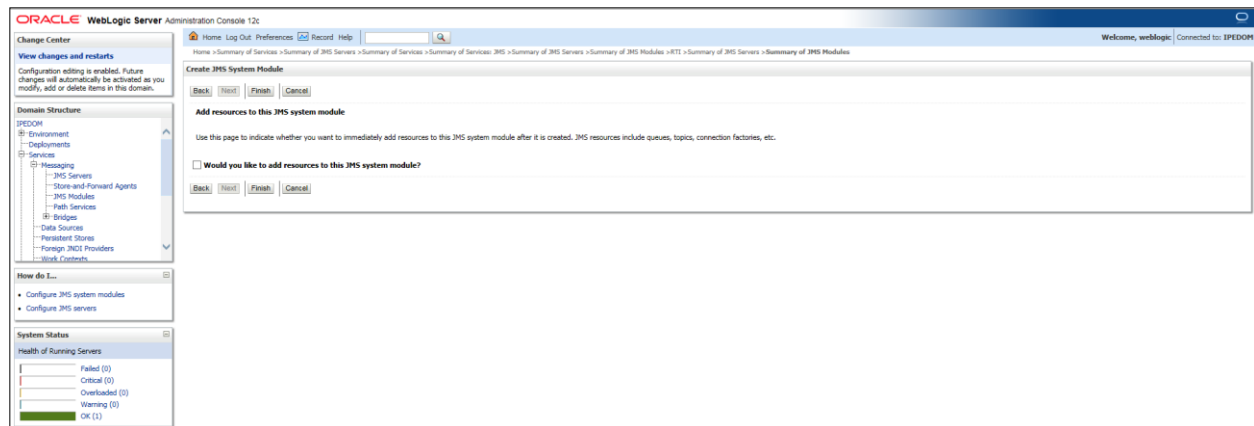 ORACLE WebLogic Server Administration Console 12c
Change Center
View changes and restarts
Configuration editing is enabled. Future
changes will automatically be activated as you
modify, add or delete items in this domain.
Domain Structure
IPEDOM
Environment
Deployments
Services
Messaging
JMS Servers
Store-and-Forward Agents
JMS Modules
Path Services
Bridges
Data Sources
Persistent Stores
Foreign JNDI Providers
Work Contexts
How do I...
Configure JMS system modules
Configure JMS servers
System Status
Health of Running Servers
Failed (0)
Critical (0)
Overloaded (0)
Warning (0)
OK (1)
Home Log Out Preferences Record Help
Welcome, weblogic Connected to: IPEDOM
Home >Summary of Services >Summary of JMS Servers >Summary of Services >Summary of Services: JMS >Summary of JMS Servers >Summary of JMS Modules >RTI >Summary of JMS Servers >Summary of JMS Modules
Create JMS System Module
Back Next Finish Cancel
Add resources to this JMS system module
Use this page to indicate whether you want to immediately add resources to this JMS system module after it is created. JMS resources include queues, topics, connection factories, etc.
Would you like to add resources to this JMS system module?
Back Next Finish Cancel